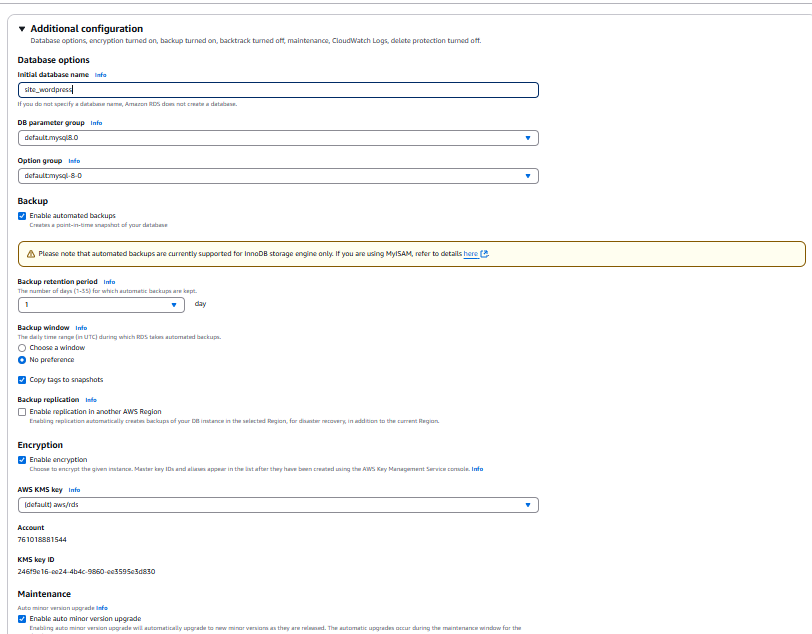 Additional configuration
Database options, encryption turned on, backup turned on, backtrack turned off, maintenance, CloudWatch Logs, delete protection turned off.
Database options
Initial database name Info
site_wordpress
If you do not specify a database name, Amazon RDS does not create a database.
DB parameter group Info
default.mysql8.0
Option group Info
default:mysql-8-0
Backup
Enable automated backups
Creates a point-in-time snapshot of your database
Please note that automated backups are currently supported for InnoDB storage engine only. If you are using MyISAM, refer to details here
Backup retention period Info
The number of days (1-35) for which automatic backups are kept.
1 day
Backup window Info
The daily time range (in UTC) during which RDS takes automated backups.
Choose a window
No preference
Copy tags to snapshots
Backup replication Info
Enable replication in another AWS Region
Enabling replication automatically creates backups of your DB instance in the selected Region, for disaster recovery, in addition to the current Region.
Encryption
Enable encryption
Choose to encrypt the given instance. Master key IDs and aliases appear in the list after they have been created using the AWS Key Management Service console. Info
AWS KMS key Info
(default) aws/rds
Account
761018881544
KMS key ID
246f9e16-ee24-4b4c-9860-ee3595e3d830
Maintenance
Auto minor version upgrade Info
Enable auto minor version upgrade
Enabling auto minor version upgrade will automatically upgrade to new minor versions as they are released. The automatic upgrades occur during the maintenance window for the